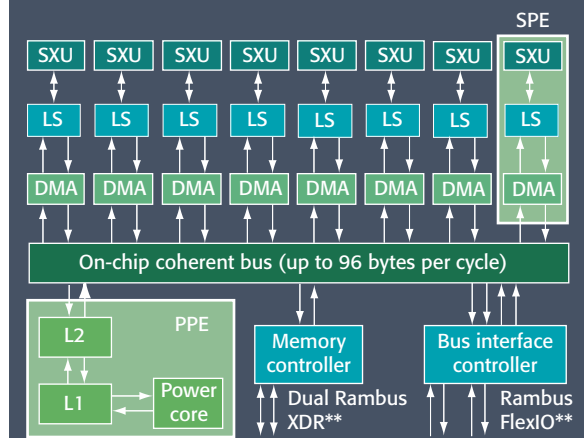 SPE
SXU SXU SXU SXU SXU SXU SXU SXU
LS LS LS LS LS LS LS LS
DMA DMA DMA DMA DMA DMA DMA DMA
On-chip coherent bus (up to 96 bytes per cycle)
PPE
L2
L1
Power
core
Memory
controller
Dual Rambus
XDR**
Bus interface
controller
Rambus
FlexIO**